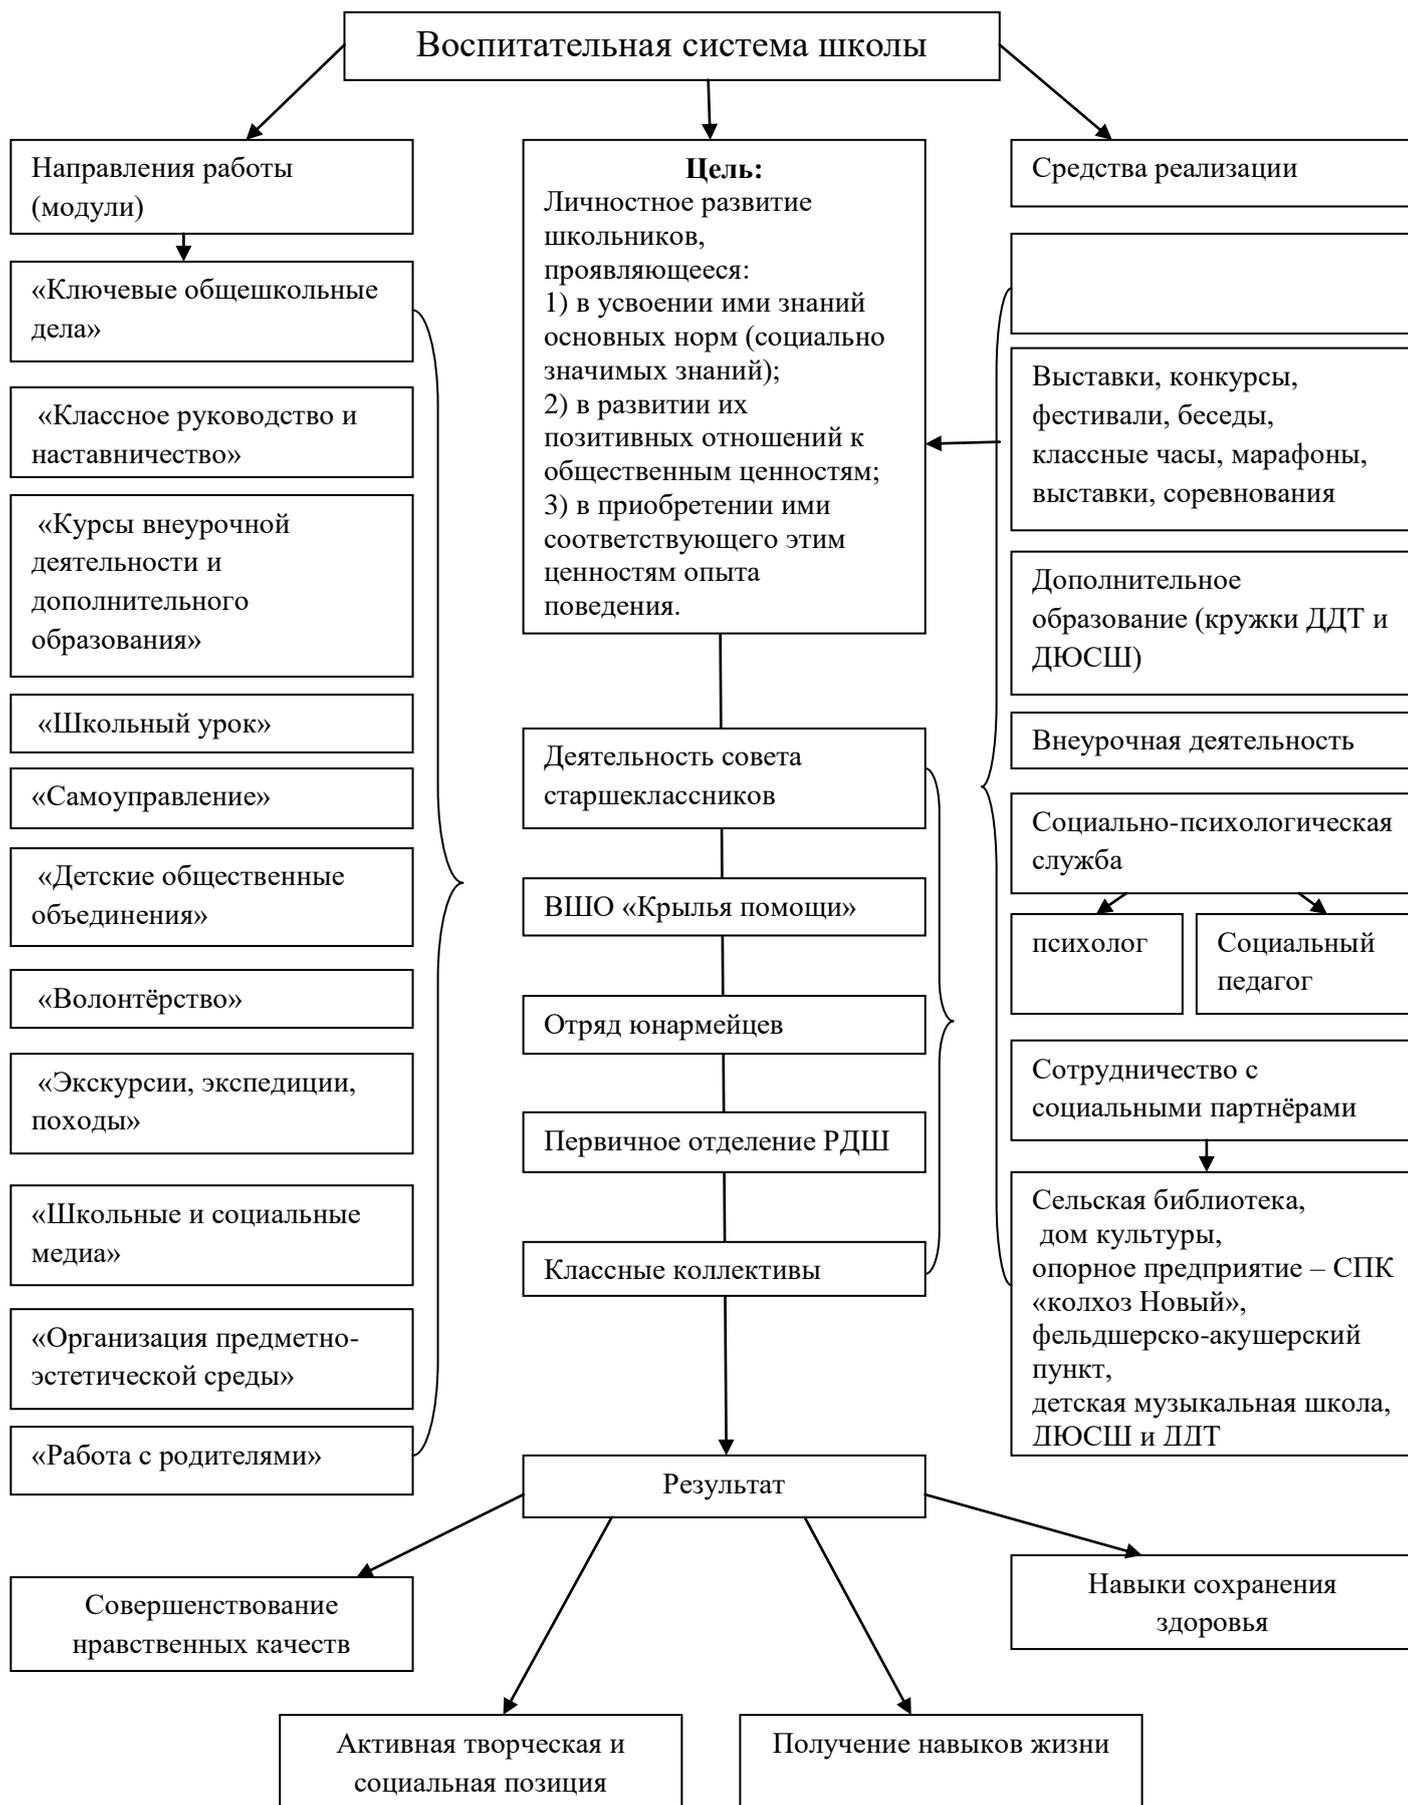 Воспитательная система школы
Направления работы
(модули)
«Ключевые общешкольные
дела»
«Классное руководство и
наставничество»
«Курсы внеурочной
деятельности и
дополнительного
образования»
«Школьный урок»
«Самоуправление»
«Детские общественные
объединения»
«Волонтёрство»
«Экскурсии, экспедиции,
походы»
«Школьные и социальные
медиа»
«Организация предметно-
эстетической среды»
«Работа с родителями»
Цель:
Личностное развитие
школьников,
проявляющееся:
1) в усвоении ими знаний
основных норм (социально
значимых знаний);
2) в развитии их
позитивных отношений к
общественным ценностям;
3) в приобретении ими
соответствующего этим
ценностям опыта
поведения.
Деятельность совета
старшеклассников
ВШО «Крылья помощи»
Отряд юнармейцев
Первичное отделение РДШ
Классные коллективы
Средства реализации
Выставки, конкурсы,
фестивали, беседы,
классные часы, марафоны,
выставки, соревнования
Дополнительное
образование (кружки ДДТ и
ДЮСШ)
Внеурочная деятельность
Социально-психологическая
служба
психолог
Социальный
педагог
Сотрудничество с
социальными партнёрами
Сельская библиотека,
дом культуры,
опорное предприятие – СПК
«колхоз Новый»,
фельдшерско-акушерский
пункт,
детская музыкальная школа,
ДЮСШ и ДДТ
Результат
Совершенствование
нравственных качеств
Активная творческая и
социальная позиция
Получение навыков жизни
Навыки сохранения
здоровья